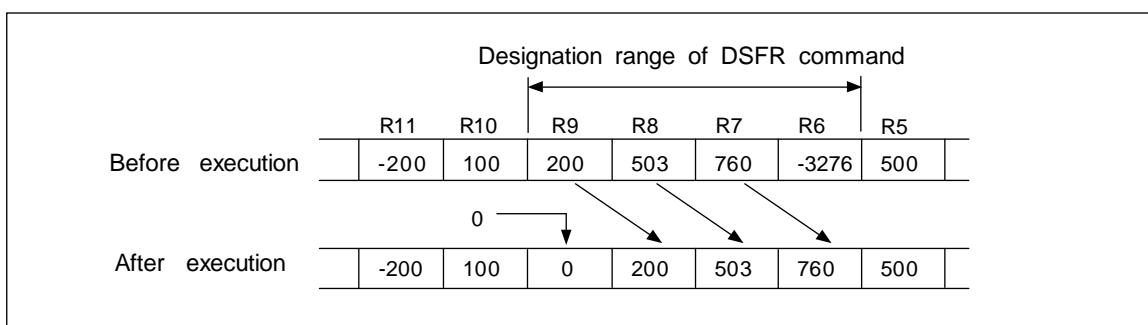 Designation range of DSFR command
R11 R10 R9 R8 R7 R6 R5
Before execution -200 100 200 503 760 -3276 500
0
After execution -200 100 0 200 503 760 500